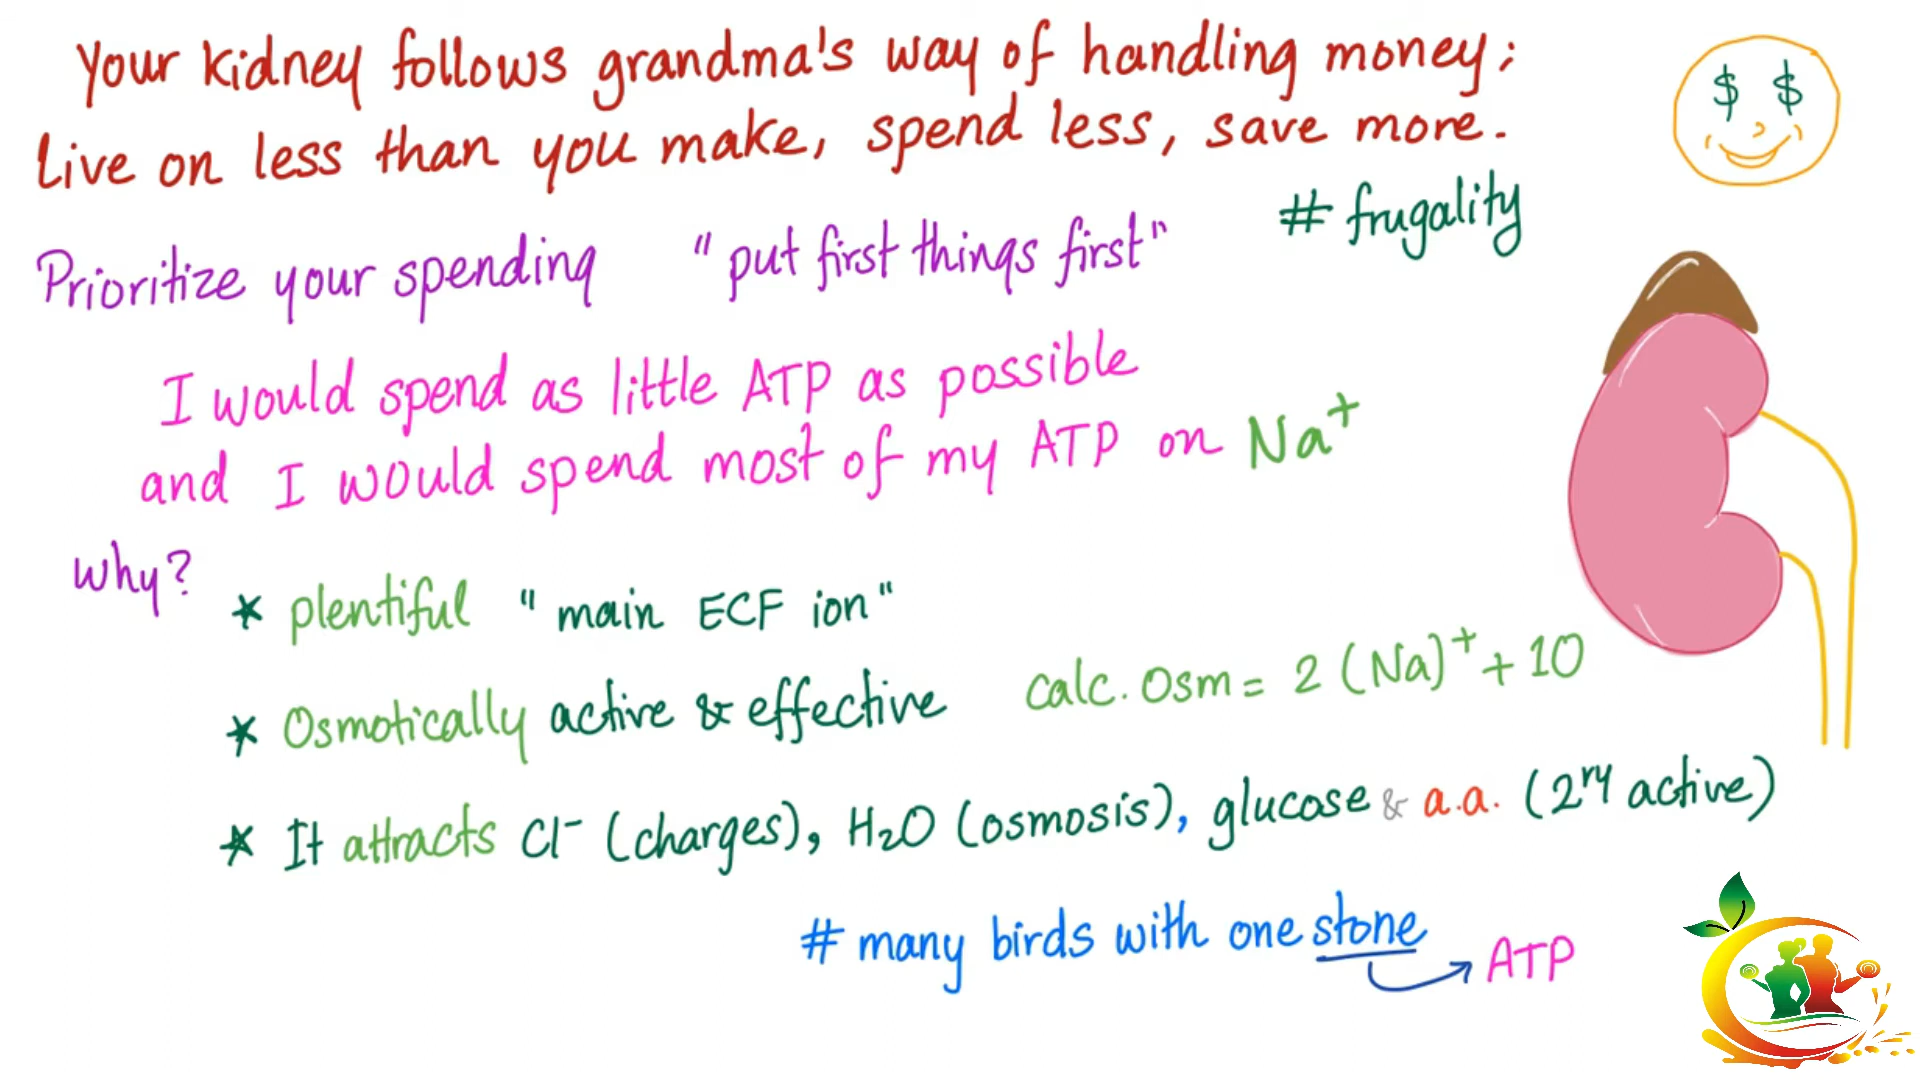 Your kidney follows grandma's way of handling money:
Live on less than you make, spend less, save more.
$ $
# frugality
Prioritize your spending "put first things first"
I would spend as little ATP as possible
and I would spend most of my ATP on Na⁺
Why?
* plentiful "main ECF ion"
* Osmotically active & effective calc. Osm = 2 (Na)⁺ + 10
* It attracts Cl⁻ (charges), H₂O (osmosis), glucose & a.a. (2ʳʸ active)
# many birds with one stone → ATP